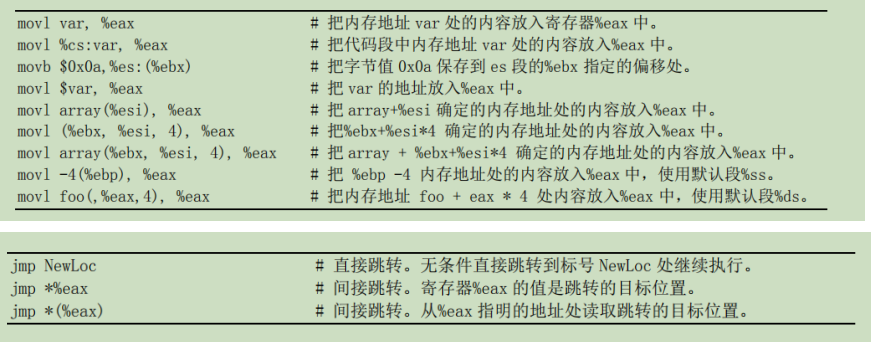 movl var, %eax # 把内存地址 var 处的内容放入寄存器%eax 中。
movl %cs:var, %eax # 把代码段中内存地址 var 处的内容放入%eax 中。
movb $0x0a,%es:(%ebx) # 把字节值 0x0a 保存到 es 段的%ebx 指定的偏移处。
movl $var, %eax # 把 var 的地址放入%eax 中。
movl array(%esi), %eax # 把 array+%esi 确定的内存地址处的内容放入%eax 中。
movl (%ebx, %esi, 4), %eax # 把%ebx+%esi*4 确定的内存地址处的内容放入%eax 中。
movl array(%ebx, %esi, 4), %eax # 把 array + %ebx+%esi*4 确定的内存地址处的内容放入%eax 中。
movl -4(%ebp), %eax # 把 %ebp -4 内存地址处的内容放入%eax 中，使用默认段%ss。
movl foo(,%eax,4), %eax # 把内存地址 foo + eax * 4 处内容放入%eax 中，使用默认段%ds。
jmp NewLoc # 直接跳转。无条件直接跳转到标号 NewLoc 处继续执行。
jmp *%eax # 间接跳转。寄存器%eax 的值是跳转的目标位置。
jmp *(%eax) # 间接跳转。从%eax 指明的地址处读取跳转的目标位置。